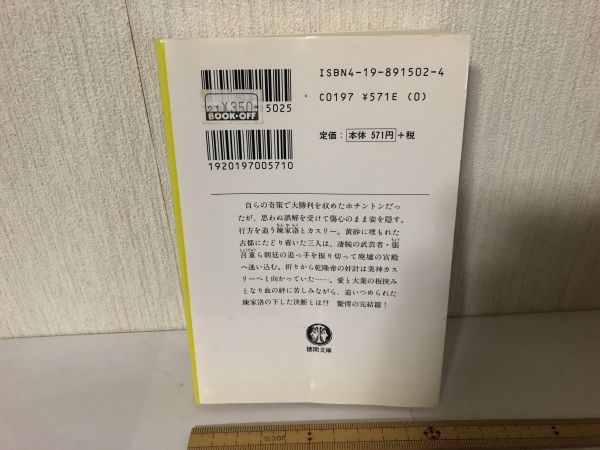 ISBN4-19-891502-4
C0197 ¥571E (0)
¥350
BOOK・OFF
5025
定価：本体 571円＋税
1920197005710
自らの奇策で大勝利を収めたホチントンだっ
たが、思わぬ誤解を受けて傷心のまま姿を隠す。
行方を追う陳家洛とカスリー。黄砂に埋もれた
古都にたどり着いた三人は、凄腕の武芸者・張
召重ら朝廷の追っ手を振り切って廃墟の宮殿
へ迷い込む。折りから乾隆帝の奸計は美神カス
リーへと向かっていた……。愛と大業の板挟み
となり血の絆に苦しみながら、追いつめられた
陳家洛の下した決断とは!? 驚愕の完結篇！
徳間文庫
20cm